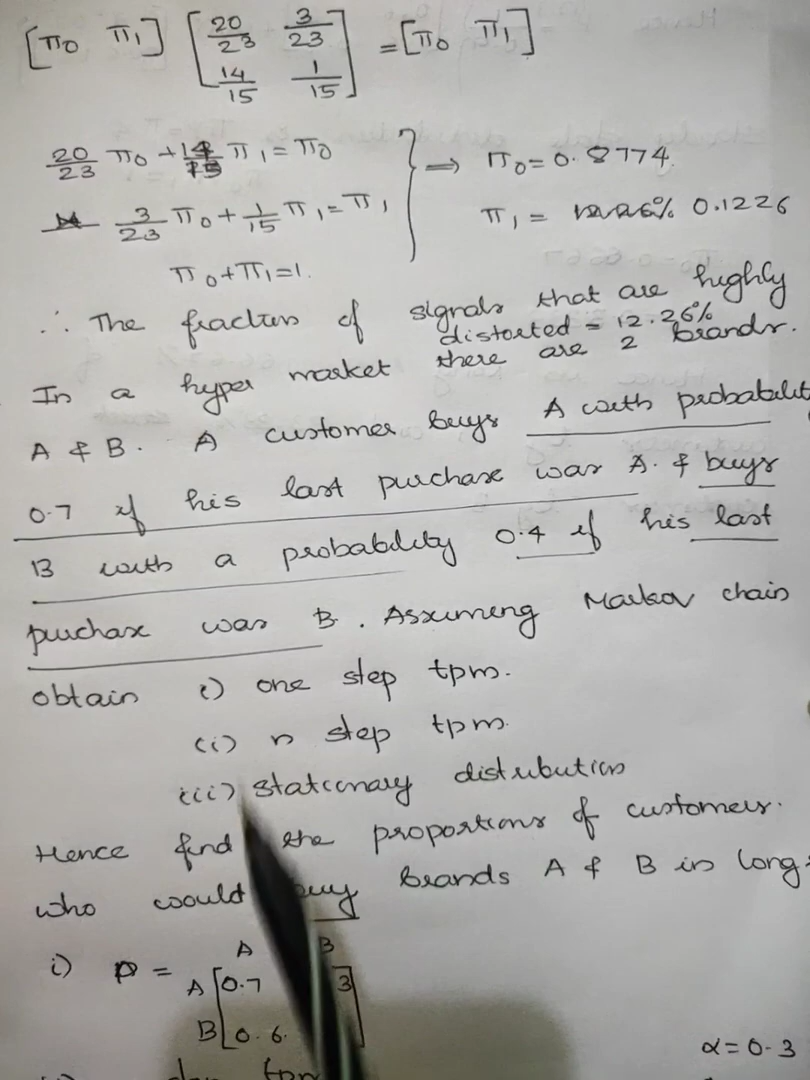 [π0 π1] [20/23 3/23
14/15 1/15] = [π0 π1]
20/23 π0 + 14/15 π1 = π0
3/23 π0 + 1/15 π1 = π1
π0 + π1 = 1.
⟹ π0 = 0.8774
π1 = 0.1226
∴ The fraction of signals that are highly
distorted = 12.26%
In a hyper market there are 2 brands.
A & B. A customer buys A with probability
0.7 if his last purchase was A. & buys
B with a probability 0.4 if his last
purchase was B. Assuming Markov chain
obtain i) one step tpm.
(i) n step tpm.
iii) stationary distribution
Hence find the proportions of customers.
who would buy brands A & B in long
i) P = A B
A [0.7 3]
B [0.6.
α = 0.3
tpm